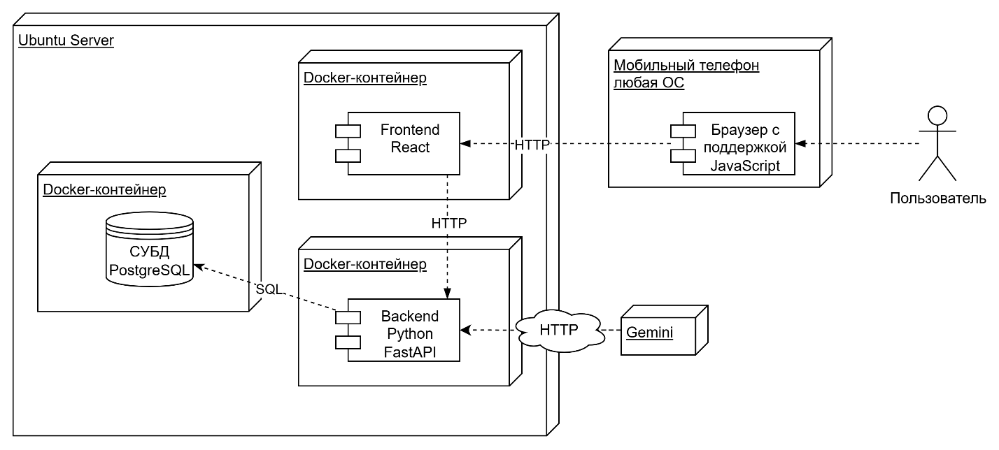 Ubuntu Server
Docker-контейнер
Frontend
React
HTTP
Мобильный телефон
любая ОС
Браузер с
поддержкой
JavaScript
Пользователь
HTTP
Docker-контейнер
СУБД
PostgreSQL
SQL
Docker-контейнер
Backend
Python
FastAPI
HTTP
Gemini